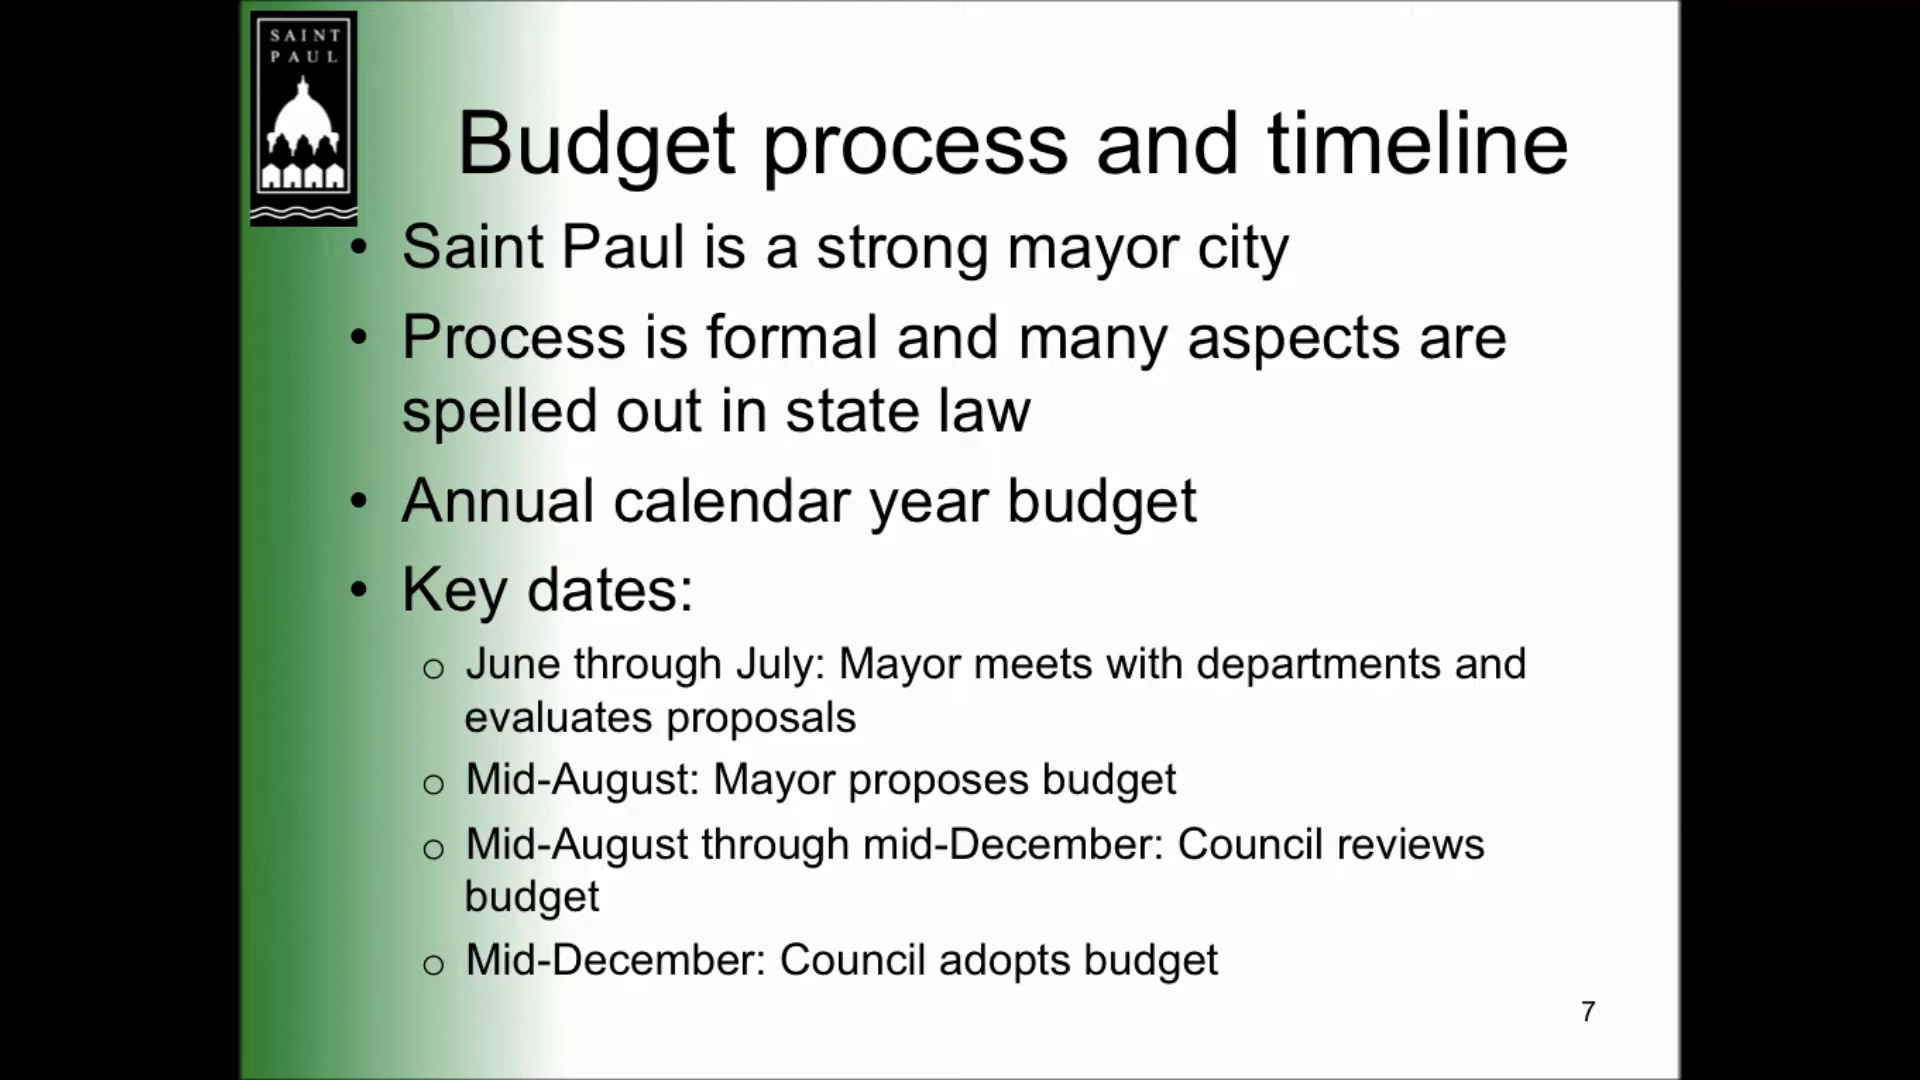 SAINT
PAUL
Budget process and timeline
• Saint Paul is a strong mayor city
• Process is formal and many aspects are
spelled out in state law
• Annual calendar year budget
• Key dates:
o June through July: Mayor meets with departments and
evaluates proposals
o Mid-August: Mayor proposes budget
o Mid-August through mid-December: Council reviews
budget
o Mid-December: Council adopts budget
7